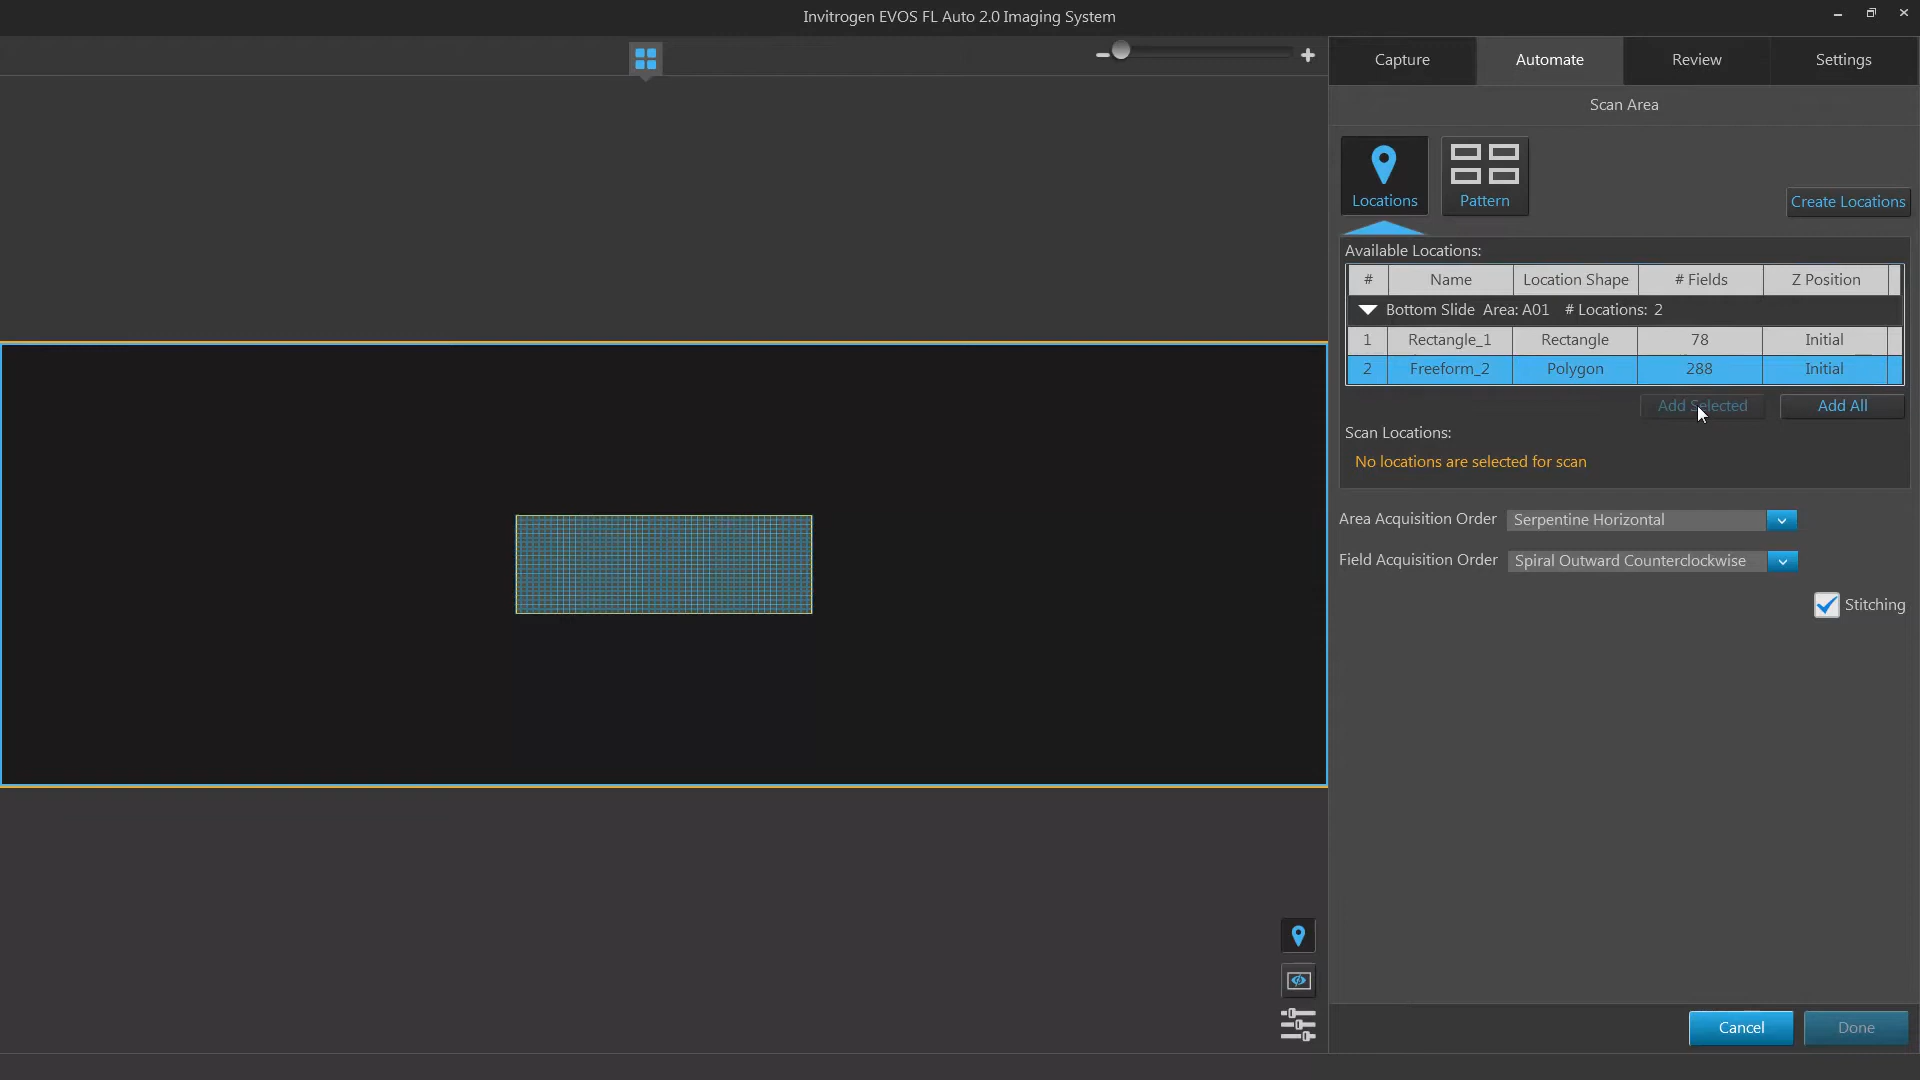 Invitrogen EVOS FL Auto 2.0 Imaging System
Capture
Automate
Review
Settings
Scan Area
Locations
Pattern
Create Locations
Available Locations:
# Name Location Shape # Fields Z Position
Bottom Slide Area: A01 # Locations: 2
1 Rectangle_1 Rectangle 78 Initial
2 Freeform_2 Polygon 288 Initial
Add Selected
Add All
Scan Locations:
No locations are selected for scan
Area Acquisition Order Serpentine Horizontal
Field Acquisition Order Spiral Outward Counterclockwise
Stitching
Cancel
Done